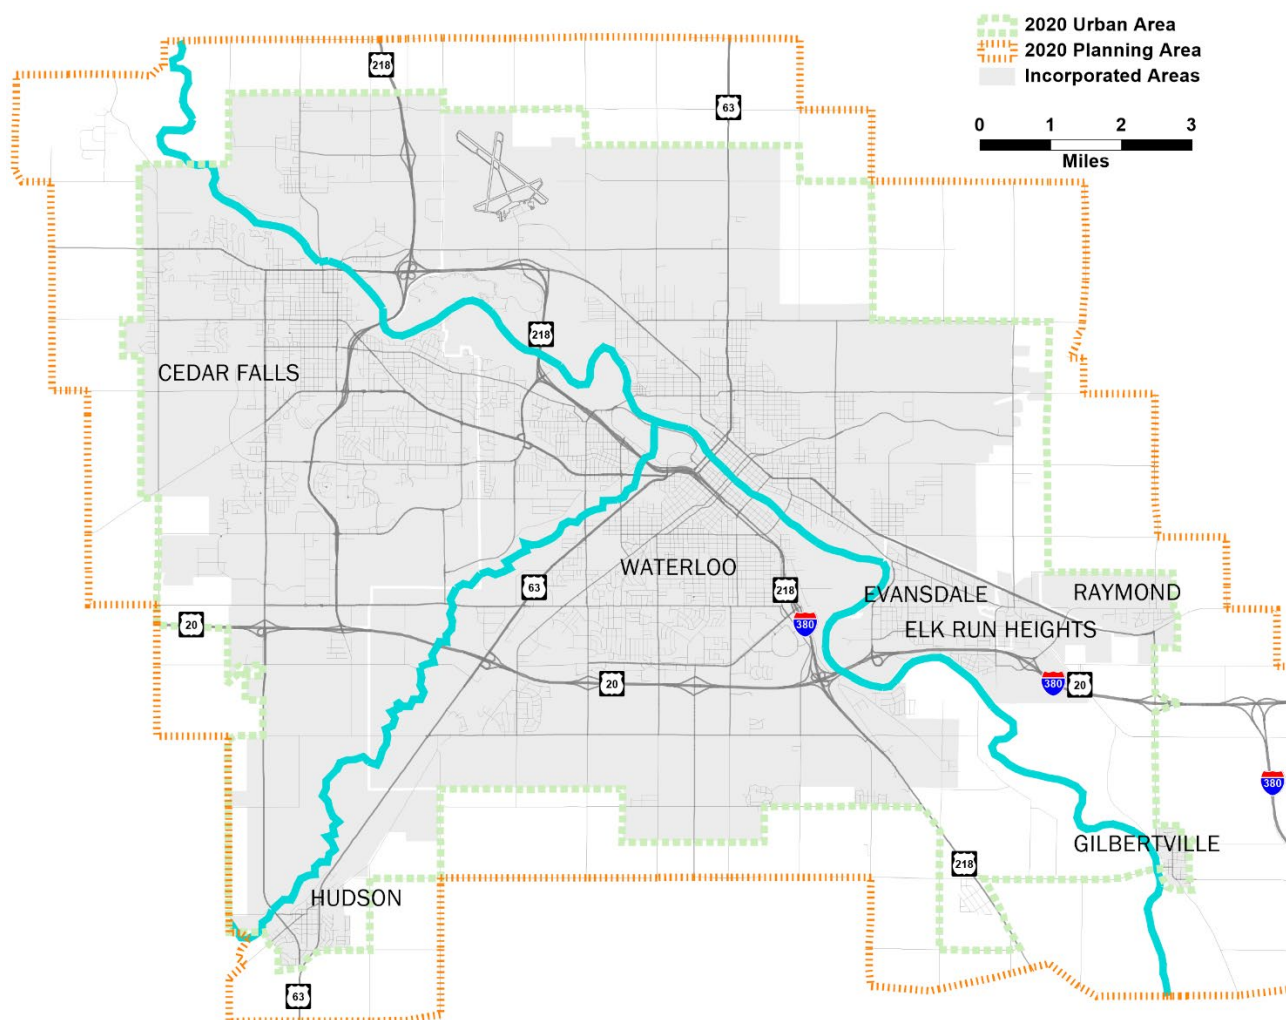 2020 Urban Area
2020 Planning Area
Incorporated Areas
0 1 2 3
Miles
218
63
218
CEDAR FALLS
WATERLOO
63
218
EVANSDALE
RAYMOND
20
380
ELK RUN HEIGHTS
20
380
20
380
GILBERTVILLE
218
HUDSON
63